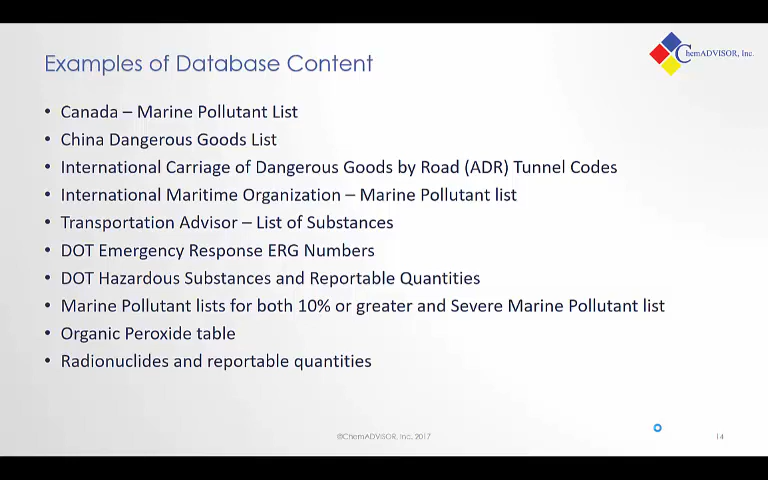 Examples of Database Content
ChemADVISOR, Inc.
• Canada – Marine Pollutant List
• China Dangerous Goods List
• International Carriage of Dangerous Goods by Road (ADR) Tunnel Codes
• International Maritime Organization – Marine Pollutant list
• Transportation Advisor – List of Substances
• DOT Emergency Response ERG Numbers
• DOT Hazardous Substances and Reportable Quantities
• Marine Pollutant lists for both 10% or greater and Severe Marine Pollutant list
• Organic Peroxide table
• Radionuclides and reportable quantities
©ChemADVISOR, Inc. 2017
14